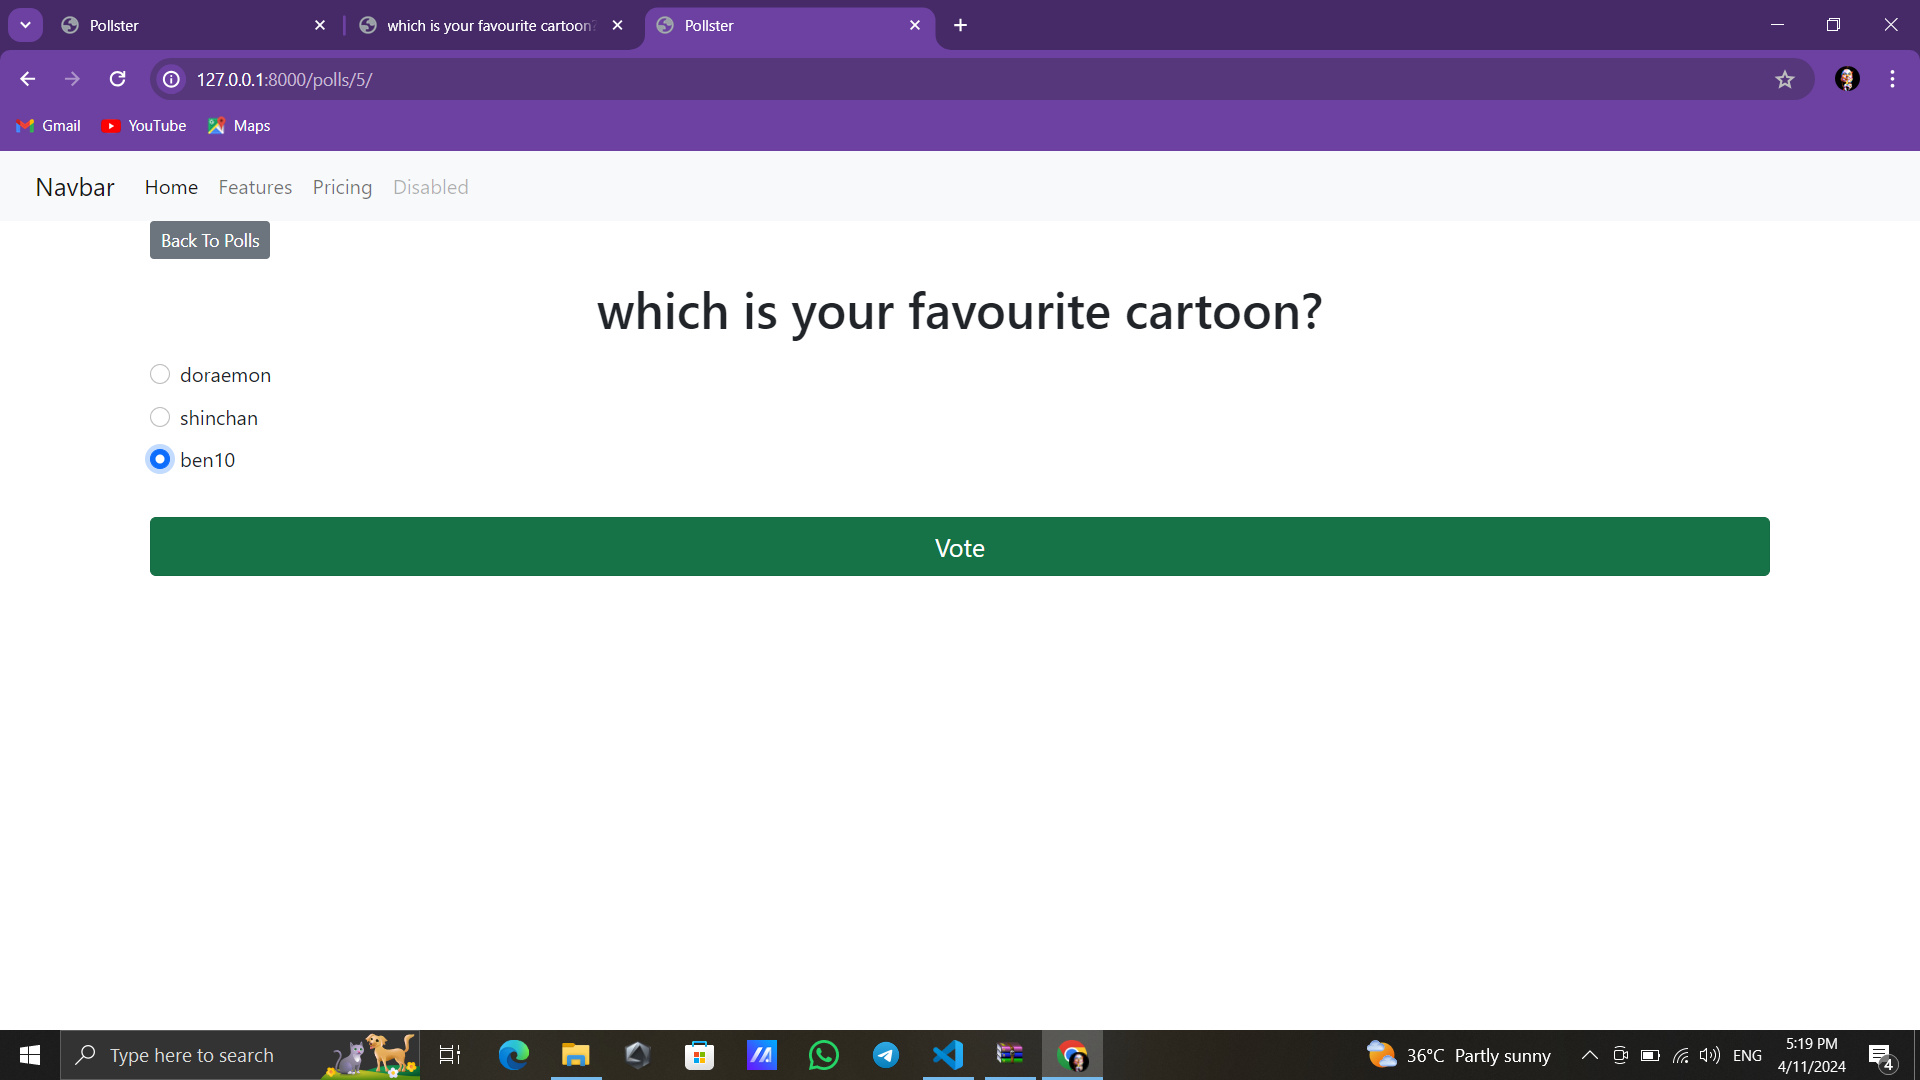 Pollster
which is your favourite cartoon?
Pollster
127.0.0.1:8000/polls/5/
Gmail YouTube Maps
Navbar Home Features Pricing Disabled
Back To Polls
which is your favourite cartoon?
doraemon
shinchan
ben10
Vote
Type here to search
36°C Partly sunny
ENG
5:19 PM
4/11/2024
4